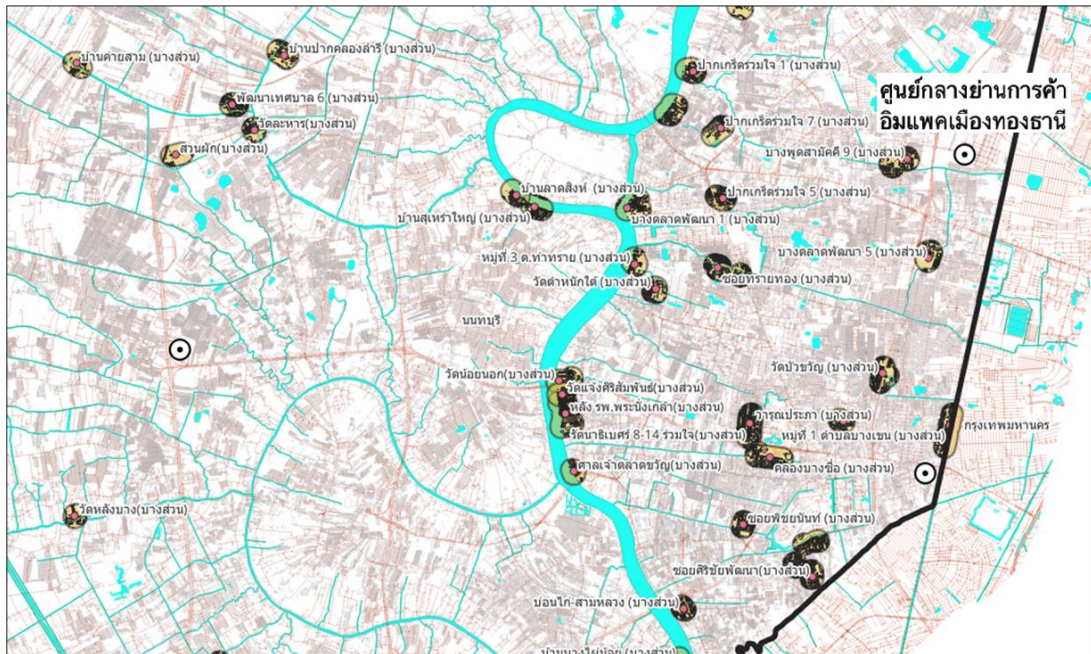 บ้านค่ายสาม (บางส่วน)
บ้านปากคลองลำรี (บางส่วน)
ปากเกร็ดร่วมใจ 1 (บางส่วน)
ศูนย์กลางย่านการค้า
อิมแพคเมืองทองธานี
พัฒนาเทศบาล 6 (บางส่วน)
วัดละหาร(บางส่วน)
ปากเกร็ดร่วมใจ 7 (บางส่วน)
สวนผัก(บางส่วน)
บางพูดสามัคคี 9 (บางส่วน)
บ้านลาดสิงห์ (บางส่วน)
ปากเกร็ดร่วมใจ 5 (บางส่วน)
บ้านสุเหร่าใหญ่ (บางส่วน)
บางตลาดพัฒนา 1 (บางส่วน)
หมู่ที่ 3 ต.ท่าทราย (บางส่วน)
บางตลาดพัฒนา 5 (บางส่วน)
วัดตำหนักใต้ (บางส่วน)
ซอยทรายทอง (บางส่วน)
นนทบุรี
วัดน้อยนอก(บางส่วน)
วัดบัวขวัญ (บางส่วน)
วัดแจ้งศิริสัมพันธ์(บางส่วน)
หลัง รพ.พระนั่งเกล้า(บางส่วน)
วารุณประภา (บางส่วน)
วัดนาธิเบศร์ 8-14 ร่วมใจ(บางส่วน)
หมู่ที่ 1 ตำบลบางเขน (บางส่วน)
กรุงเทพมหานคร
ศาลเจ้าตลาดขวัญ(บางส่วน)
คลองบางซื่อ (บางส่วน)
วัดหลังบาง(บางส่วน)
ซอยพิชยนันท์ (บางส่วน)
ซอยศิริชัยพัฒนา(บางส่วน)
บ่อนไก่-สามหลวง (บางส่วน)
บ้านบางไผ่น้อย (บางส่วน)